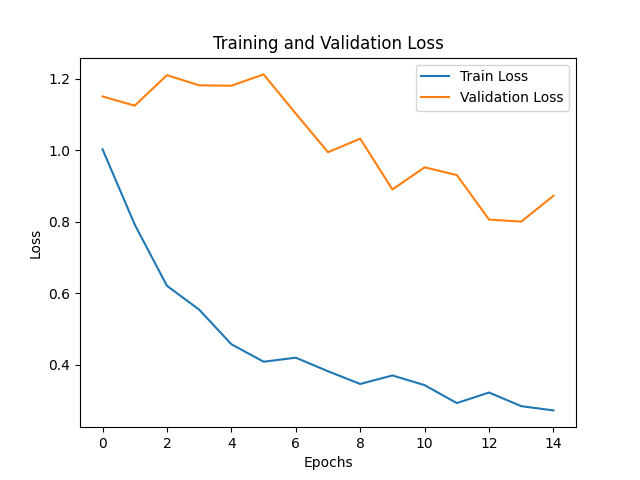 Training and Validation Loss
Train Loss
Validation Loss
1.2
1.0
0.8
0.6
0.4
Loss
0 2 4 6 8 10 12 14
Epochs